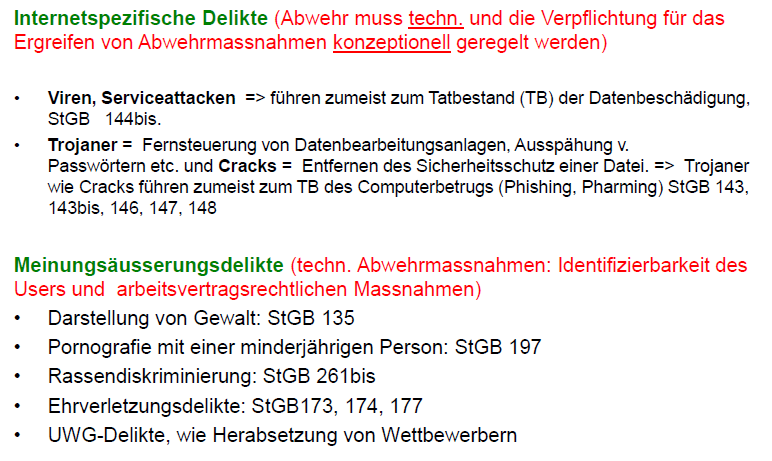 Internetspezifische Delikte (Abwehr muss techn. und die Verpflichtung für das
Ergreifen von Abwehrmassnahmen konzeptionell geregelt werden)
• Viren, Serviceattacken => führen zumeist zum Tatbestand (TB) der Datenbeschädigung,
StGB 144bis.
• Trojaner = Fernsteuerung von Datenbearbeitungsanlagen, Ausspähung v.
Passwörtern etc. und Cracks = Entfernen des Sicherheitsschutz einer Datei. => Trojaner
wie Cracks führen zumeist zum TB des Computerbetrugs (Phishing, Pharming) StGB 143,
143bis, 146, 147, 148
Meinungsäusserungsdelikte (techn. Abwehrmassnahmen: Identifizierbarkeit des
Users und arbeitsvertragsrechtlichen Massnahmen)
• Darstellung von Gewalt: StGB 135
• Pornografie mit einer minderjährigen Person: StGB 197
• Rassendiskriminierung: StGB 261bis
• Ehrverletzungsdelikte: StGB173, 174, 177
• UWG-Delikte, wie Herabsetzung von Wettbewerbern